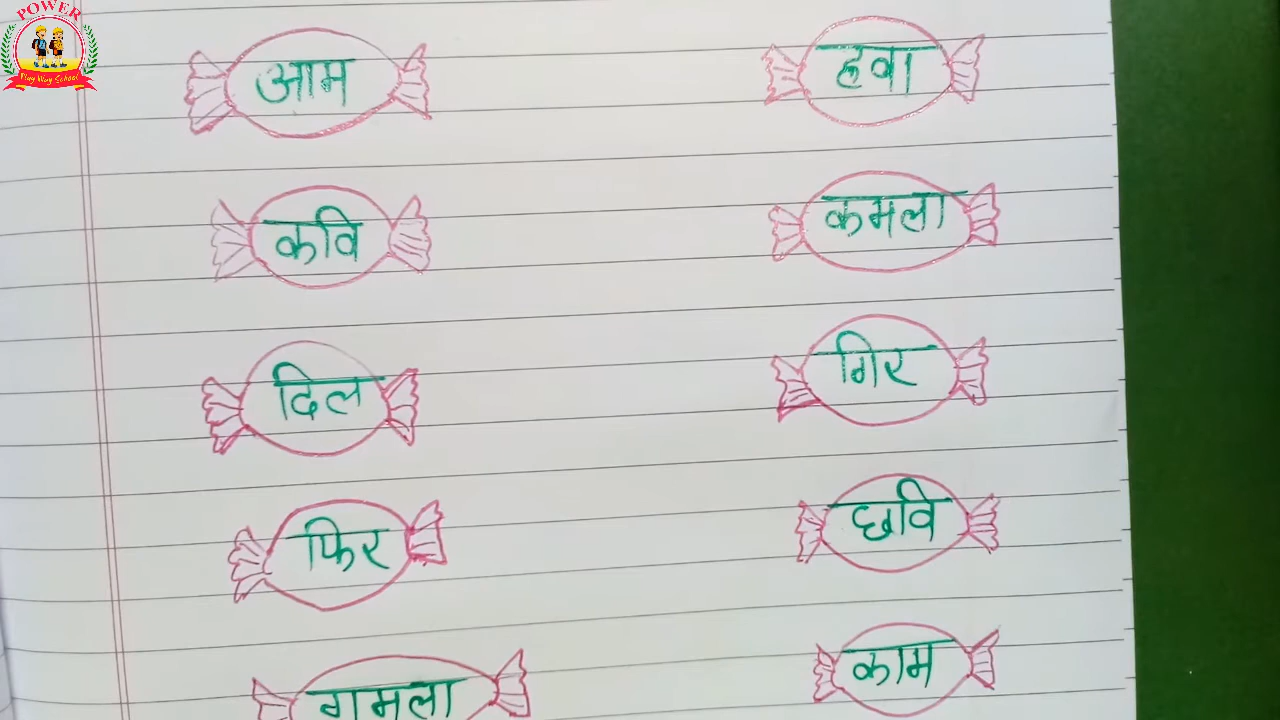 POWER
Play Way School
आम हवा
कवि कमला
दिल गिर
फिर छवि
गमला काम